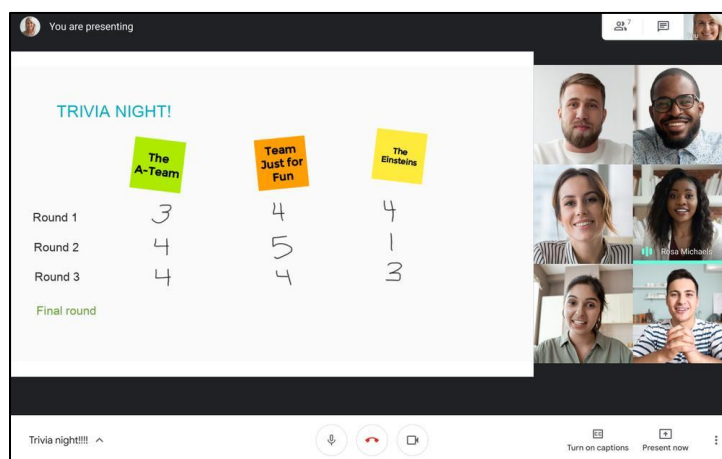 You are presenting
7
TRIVIA NIGHT!
The
A-Team
Team
Just for
Fun
The
Einsteins
Round 1 3 4 4
Round 2 4 5 1
Round 3 4 4 3
Final round
Rosa Michaels
Trivia night!!!!
Turn on captions
Present now